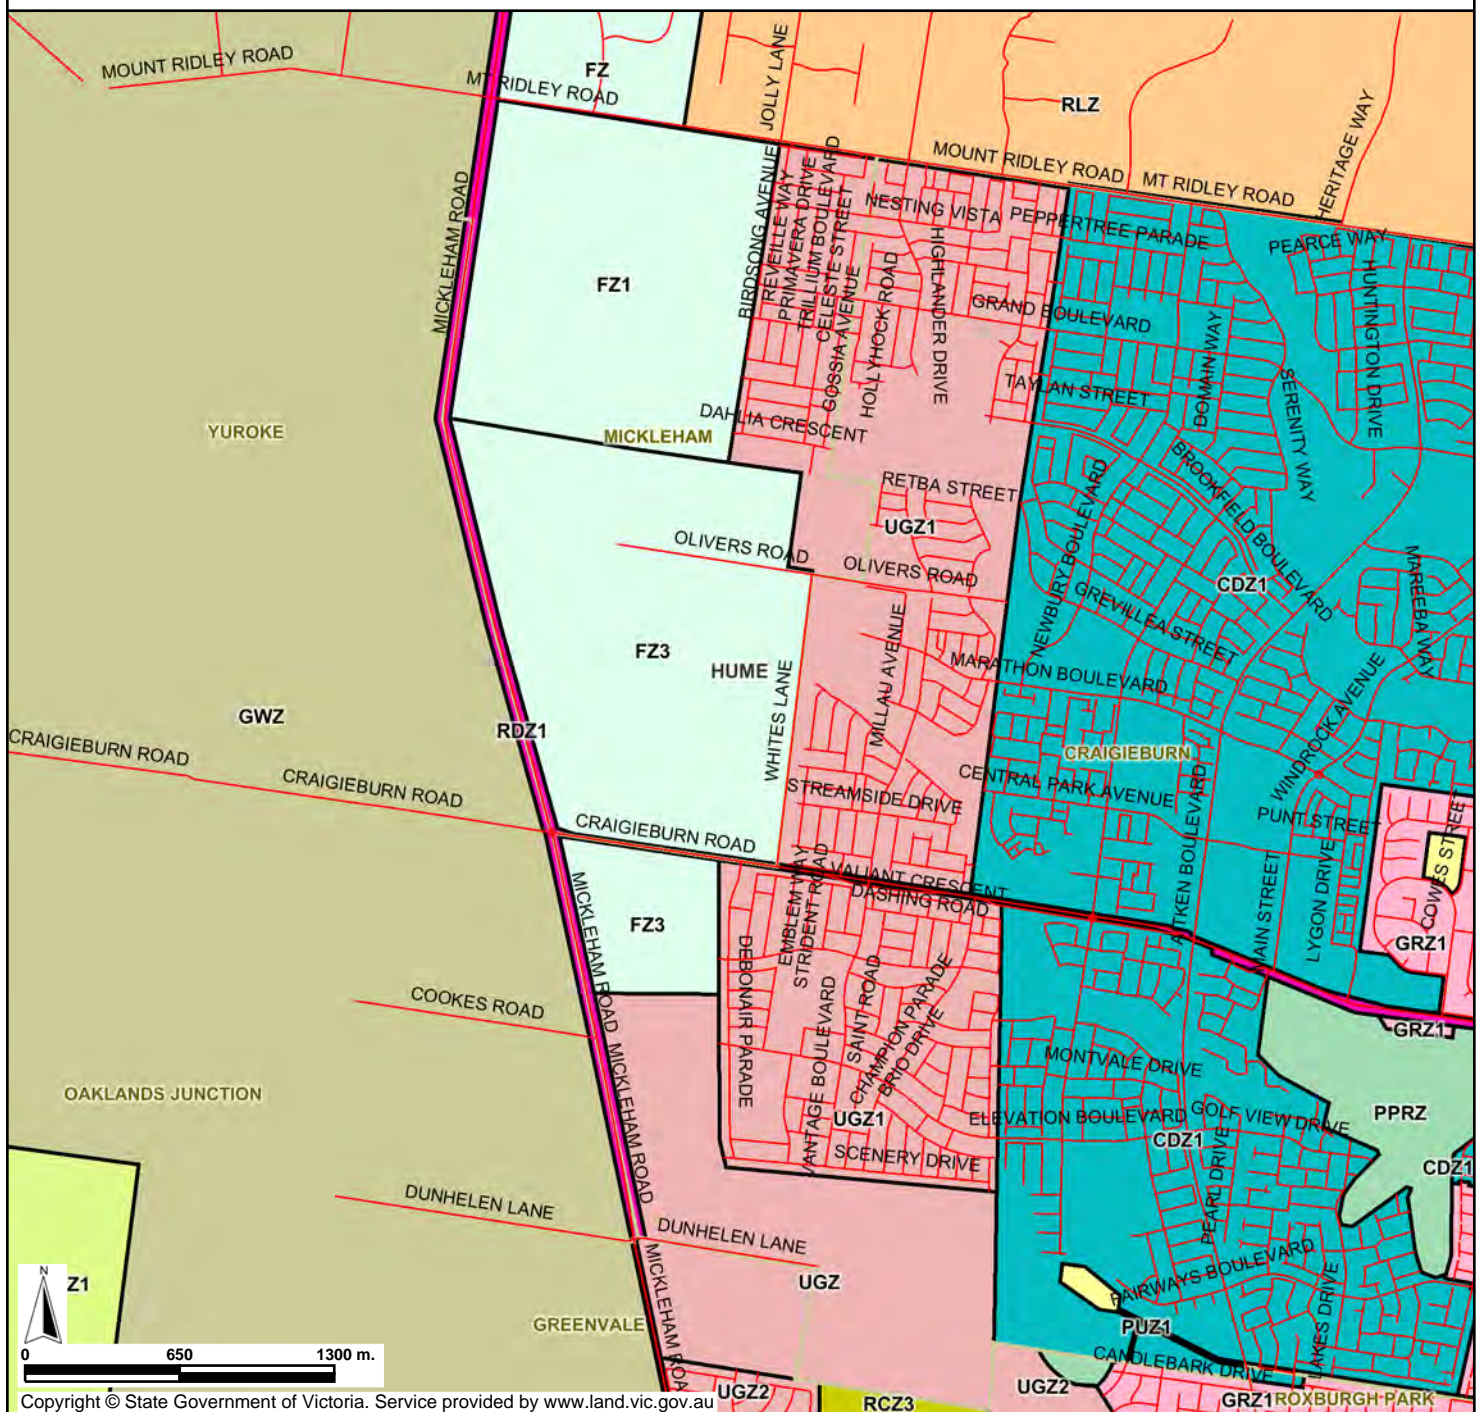 MOUNT RIDLEY ROAD
MT RIDLEY ROAD
FZ
JOLLY LANE
RLZ
HERITAGE WAY
MOUNT RIDLEY ROAD
MT RIDLEY ROAD
MICKLEHAM ROAD
BIRDSONG AVENUE
REVEILLE WAY
PRIMAVERA DRIVE
TRILLIUM BOULEVARD
CELESTE STREET
GOSSIA AVENUE
HOLLYHOCK ROAD
NESTING VISTA
HIGHLANDER DRIVE
PEPPERTREE PARADE
PEARCE WAY
HUNTINGTON DRIVE
FZ1
GRAND BOULEVARD
DOMAIN WAY
SERENITY WAY
TAYLAN STREET
YUROKE
MICKLEHAM
DAHLIA CRESCENT
BROOKFIELD BOULEVARD
RETBA STREET
NEWBURY BOULEVARD
UGZ1
OLIVERS ROAD
OLIVERS ROAD
CDZ1
MAREEBA WAY
GREVILLEA STREET
FZ3
HUME
WHITES LANE
MILLAU AVENUE
MARATHON BOULEVARD
WINDROCK AVENUE
GWZ
RDZ1
CRAIGIEBURN ROAD
CRAIGIEBURN ROAD
CRAIGIEBURN
STREAMSIDE DRIVE
CENTRAL PARK AVENUE
AITKEN BOULEVARD
PUNT STREET
COWES STREET
CRAIGIEBURN ROAD
MAIN STREET
LYGON DRIVE
VALIANT CRESCENT
DASHING ROAD
EMBLEM WAY
STRIDENT ROAD
FZ3
MICKLEHAM ROAD
DEBONAIR PARADE
GRZ1
VANTAGE BOULEVARD
SAINT ROAD
CHAMPION PARADE
BRIO DRIVE
COOKES ROAD
GRZ1
MICKLEHAM ROAD
MONTVALE DRIVE
OAKLANDS JUNCTION
UGZ1
ELEVATION BOULEVARD
GOLF VIEW DRIVE
PPRZ
CDZ1
SCENERY DRIVE
PEARL DRIVE
CDZ1
DUNHELEN LANE
DUNHELEN LANE
MICKLEHAM ROA
N
Z1
UGZ
FAIRWAYS BOULEVARD
LAKES DRIVE
GREENVALE
PUZ1
0 650 1300 m.
CANDLEBARK DRIVE
UGZ2
UGZ2
RCZ3
GRZ1
ROXBURGH PARK
Copyright © State Government of Victoria. Service provided by www.land.vic.gov.au